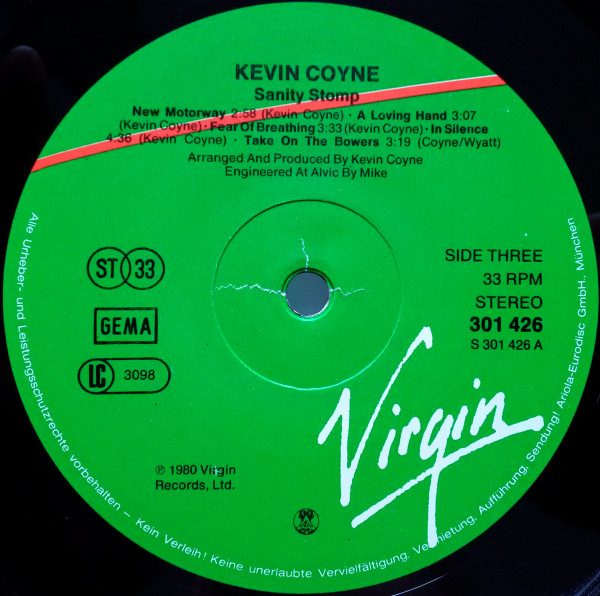 KEVIN COYNE
Sanity Stomp
New Motorway 2:58 (Kevin Coyne) · A Loving Hand 3:07
(Kevin Coyne) · Fear Of Breathing 3:33 (Kevin Coyne) · In Silence
4:36 (Kevin Coyne) · Take On The Bowers 3:19 (Coyne/Wyatt)
Arranged And Produced By Kevin Coyne
Engineered At Alvic By Mike
ST 33
GEMA
LC 3098
SIDE THREE
33 RPM
STEREO
301 426
S 301 426 A
Virgin
℗ 1980 Virgin
Records, Ltd.
Alle Urheber- und Leistungsschutzrechte vorbehalten – Kein Verleih! Keine unerlaubte Vervielfältigung, Vermietung, Aufführung, Sendung! Ariola-Eurodisc GmbH., München